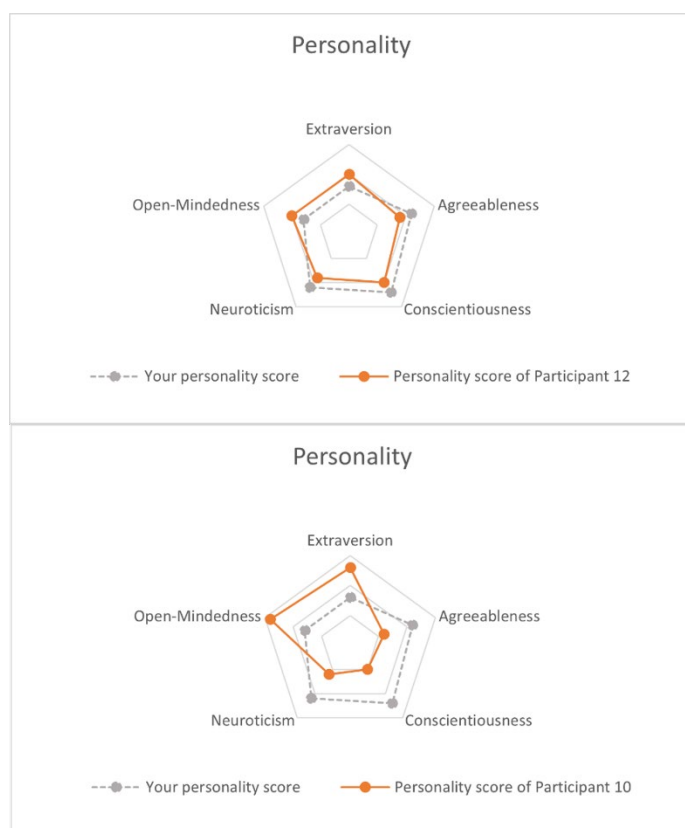 Personality
Extraversion
Open-Mindedness
Agreeableness
Neuroticism
Conscientiousness
Your personality score
Personality score of Participant 12
Personality
Extraversion
Open-Mindedness
Agreeableness
Neuroticism
Conscientiousness
Your personality score
Personality score of Participant 10